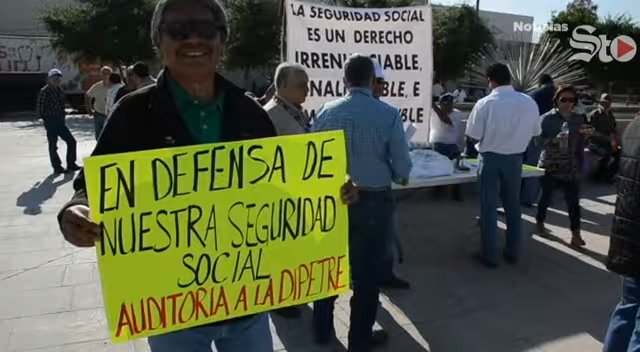 LA SEGURIDAD SOCIAL
ES UN DERECHO
IRRENUNCIABLE,
E
Noticias
Sto
EN DEFENSA DE
NUESTRA SEGURIDAD
SOCIAL
AUDITORIA A LA DIPETRE